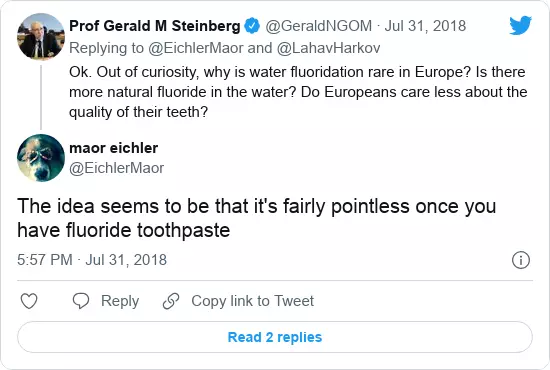 Prof Gerald M Steinberg @GeraldNGOM · Jul 31, 2018
Replying to @EichlerMaor and @LahavHarkov
Ok. Out of curiosity, why is water fluoridation rare in Europe? Is there
more natural fluoride in the water? Do Europeans care less about the
quality of their teeth?
maor eichler
@EichlerMaor
The idea seems to be that it's fairly pointless once you
have fluoride toothpaste
5:57 PM · Jul 31, 2018
Reply Copy link to Tweet
Read 2 replies